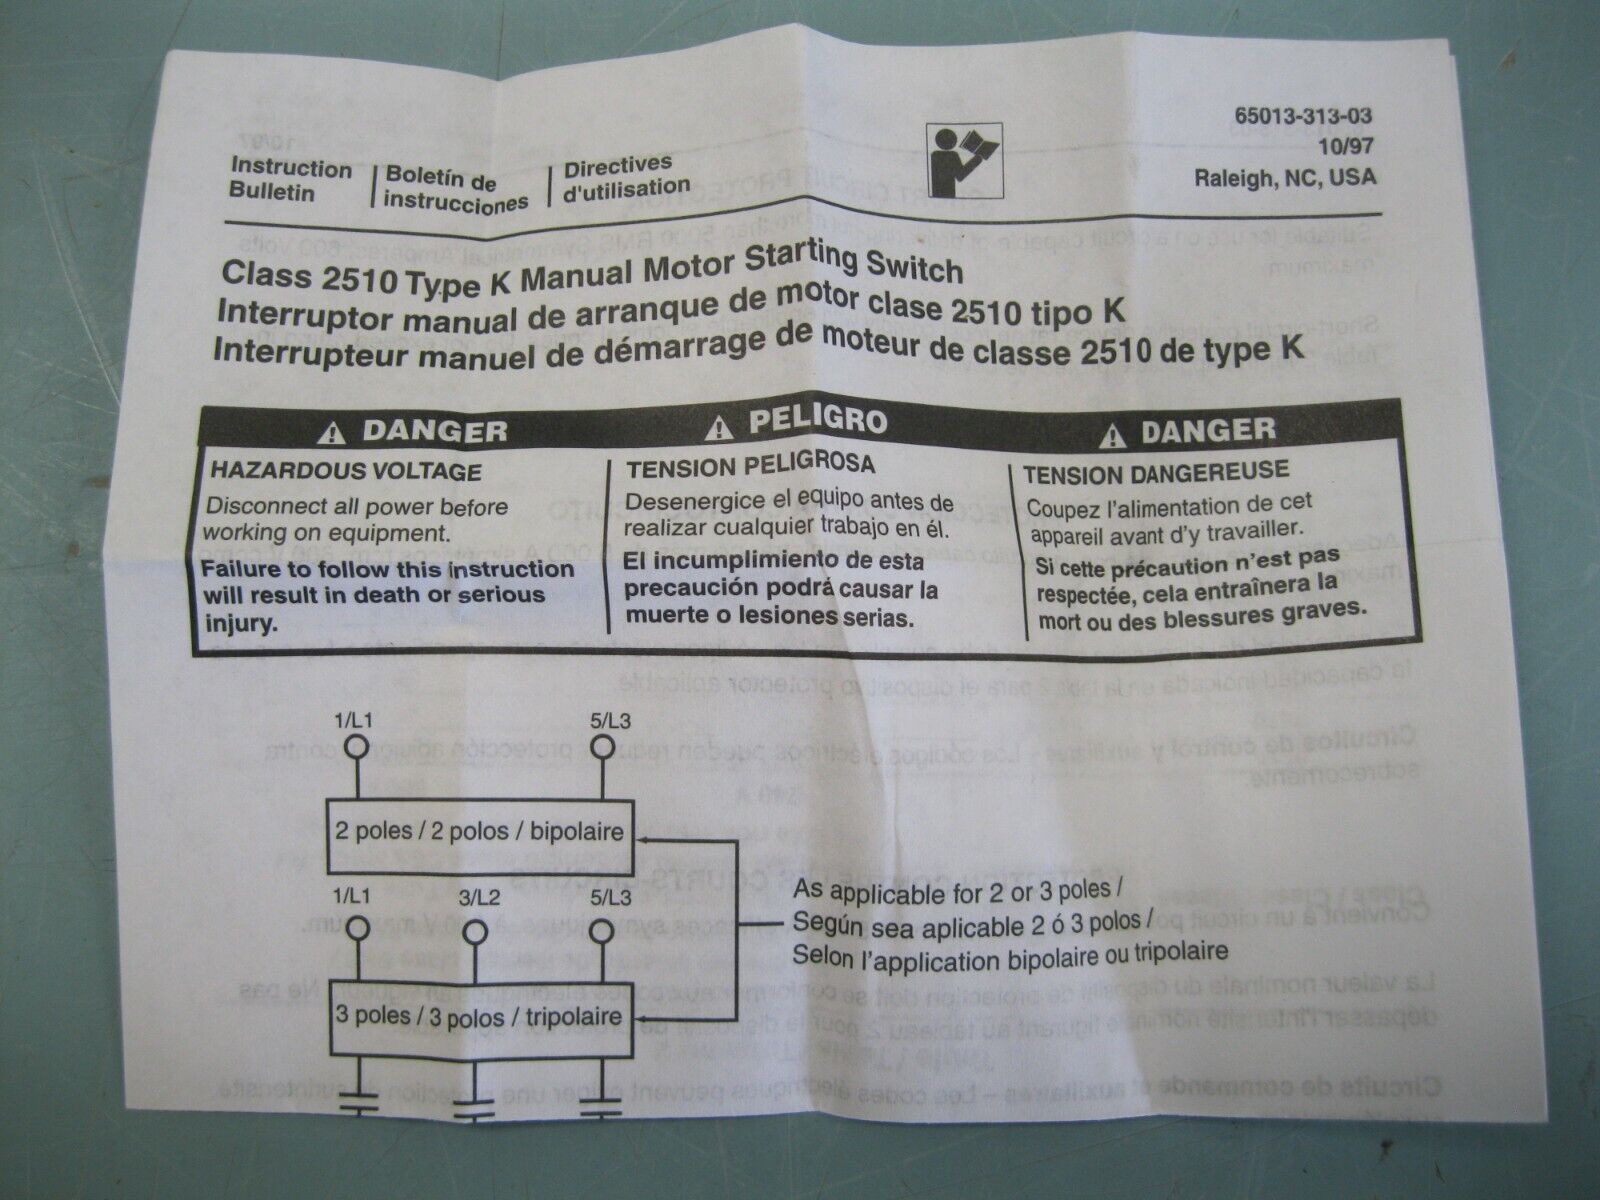 65013-313-03
10/97
Raleigh, NC, USA
Instruction
Bulletin
Boletín de
instrucciones
Directives
d'utilisation
Class 2510 Type K Manual Motor Starting Switch
Interruptor manual de arranque de motor clase 2510 tipo K
Interrupteur manuel de démarrage de moteur de classe 2510 de type K
DANGER
HAZARDOUS VOLTAGE
Disconnect all power before
working on equipment.
Failure to follow this instruction
will result in death or serious
injury.
PELIGRO
TENSION PELIGROSA
Desenergice el equipo antes de
realizar cualquier trabajo en él.
El incumplimiento de esta
precaución podrá causar la
muerte o lesiones serias.
DANGER
TENSION DANGEREUSE
Coupez l'alimentation de cet
appareil avant d'y travailler.
Si cette précaution n'est pas
respectée, cela entraînera la
mort ou des blessures graves.
1/L1 5/L3
2 poles / 2 polos / bipolaire
1/L1 3/L2 5/L3
3 poles / 3 polos / tripolaire
As applicable for 2 or 3 poles /
Según sea aplicable 2 ó 3 polos /
Selon l'application bipolaire ou tripolaire